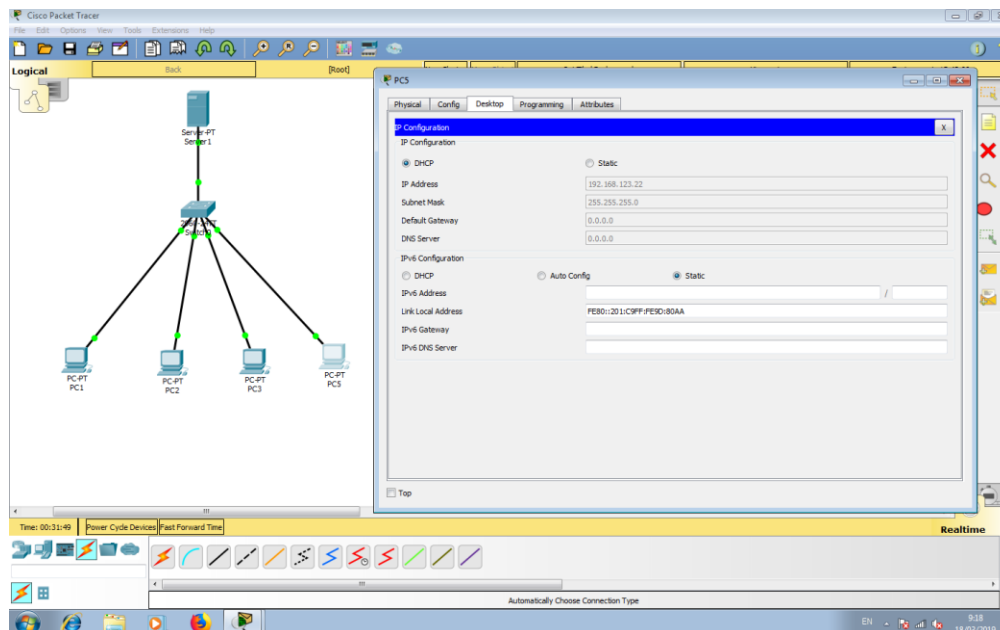 Cisco Packet Tracer
File Edit Options View Tools Extensions Help
Logical
Back
[Root]
Server-PT
Server1
Switch0
PC-PT
PC1
PC-PT
PC2
PC-PT
PC3
PC-PT
PC5
PC5
Physical Config Desktop Programming Attributes
IP Configuration X
IP Configuration
DHCP Static
IP Address 192.168.123.22
Subnet Mask 255.255.255.0
Default Gateway 0.0.0.0
DNS Server 0.0.0.0
IPv6 Configuration
DHCP Auto Config Static
IPv6 Address /
Link Local Address FE80::201:C9FF:FE9D:80AA
IPv6 Gateway
IPv6 DNS Server
Top
Time: 00:31:49 Power Cycle Devices Fast Forward Time Realtime
Automatically Choose Connection Type
EN 9:38